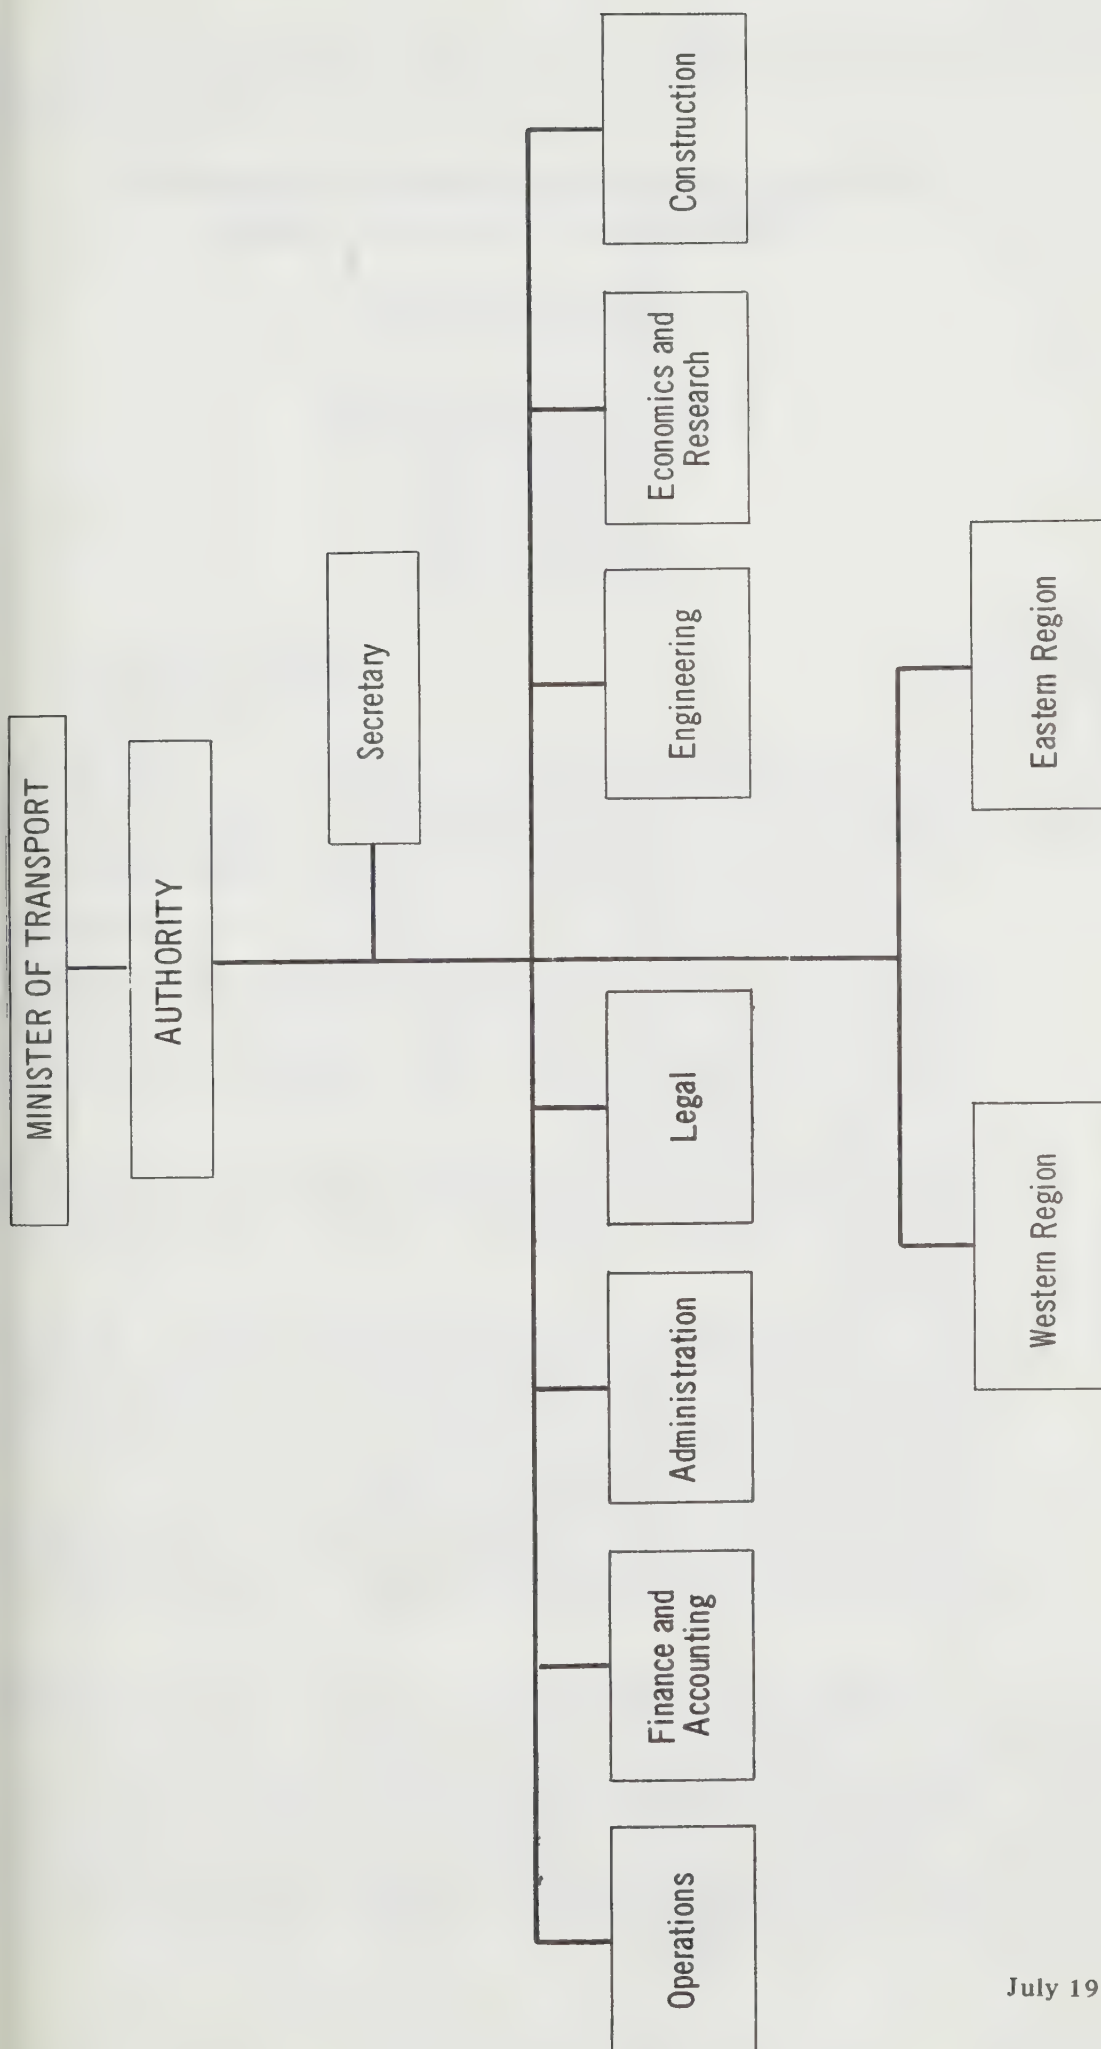 MINISTER OF TRANSPORT
AUTHORITY
Secretary
Operations
Finance and
Accounting
Administration
Legal
Engineering
Economics and
Research
Construction
Western Region
Eastern Region
July 19